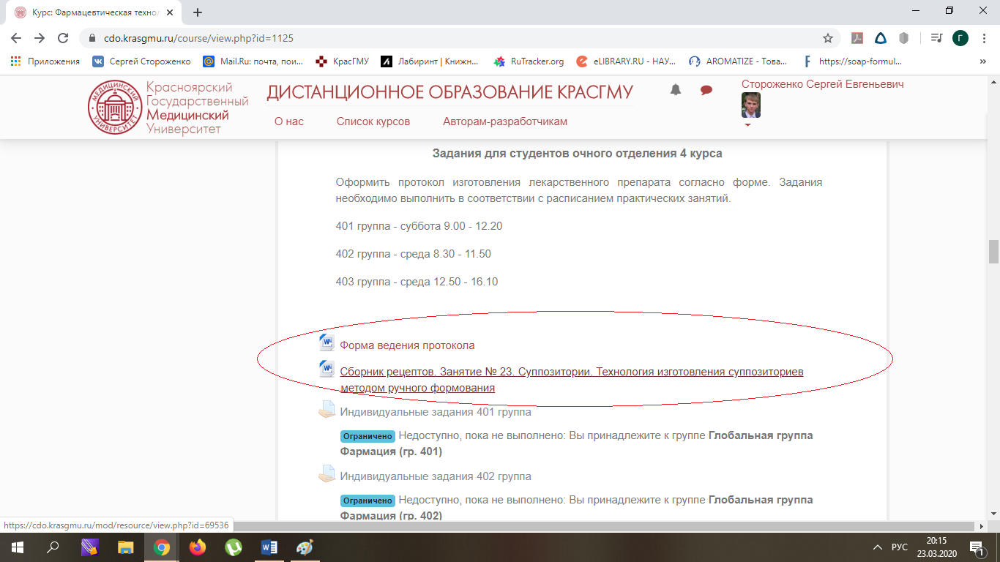 Курс: Фармацевтическая технол
cdo.krasgmu.ru/course/view.php?id=1125
Г
Приложения
Сергей Стороженко
Mail.Ru: почта, пои...
КрасГМУ
Лабиринт | Книжн...
RuTracker.org
eLIBRARY.RU - НАУ...
AROMATIZE - Това...
https://soap-formul...
»
Красноярский
Государственный
Медицинский
Университет
МЕДИЦИНСКИЙ
УНИВЕРСИТЕТ
ДИСТАНЦИОННОЕ ОБРАЗОВАНИЕ КРАСГМУ
О нас
Список курсов
Авторам-разработчикам
Стороженко Сергей Евгеньевич
Задания для студентов очного отделения 4 курса
Оформить протокол изготовления лекарственного препарата согласно форме. Задания
необходимо выполнить в соответствии с расписанием практических занятий.
401 группа - суббота 9.00 - 12.20
402 группа - среда 8.30 - 11.50
403 группа - среда 12.50 - 16.10
Форма ведения протокола
Сборник рецептов. Занятие № 23. Суппозитории. Технология изготовления суппозиториев
методом ручного формования
Индивидуальные задания 401 группа
Ограничено Недоступно, пока не выполнено: Вы принадлежите к группе Глобальная группа
Фармация (гр. 401)
Индивидуальные задания 402 группа
Ограничено Недоступно, пока не выполнено: Вы принадлежите к группе Глобальная группа
Фармация (гр. 402)
https://cdo.krasgmu.ru/mod/resource/view.php?id=69536
РУС
20:15
23.03.2020
1